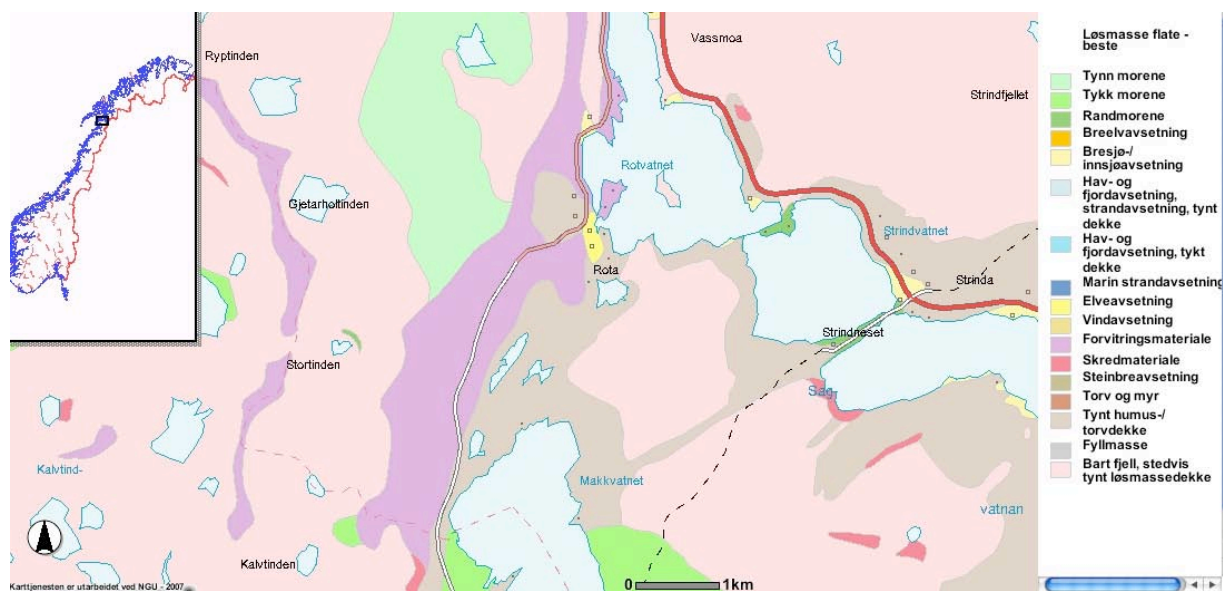 Ryptinden
Vassmoa
Strindfjellet
Rotvatnet
Gjetarholtinden
Strindvatnet
Rota
Strinda
Strindneset
Stortinden
Sag-
Kalvtind-
Makkvatnet
vatnan
Kalvtinden
Karttjenesten er utarbeidet ved NGU - 2007
0 1km
Løsmasse flate -
beste
Tynn morene
Tykk morene
Randmorene
Breelvavsetning
Bresjø-/
innsjøavsetning
Hav- og
fjordavsetning,
strandavsetning, tynt
dekke
Hav- og
fjordavsetning, tykt
dekke
Marin strandavsetning
Elveavsetning
Vindavsetning
Forvitringsmateriale
Skredmateriale
Steinbreavsetning
Torv og myr
Tynt humus-/
torvdekke
Fyllmasse
Bart fjell, stedvis
tynt løsmassedekke